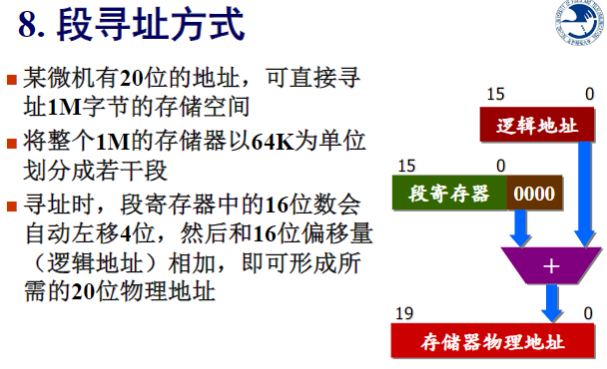 8. 段寻址方式
某微机有20位的地址，可直接寻
址1M字节的存储空间
将整个1M的存储器以64K为单位
划分成若干段
寻址时，段寄存器中的16位数会
自动左移4位，然后和16位偏移量
（逻辑地址）相加，即可形成所
需的20位物理地址
15 0
逻辑地址
15 0
段寄存器 0000
+
19 0
存储器物理地址